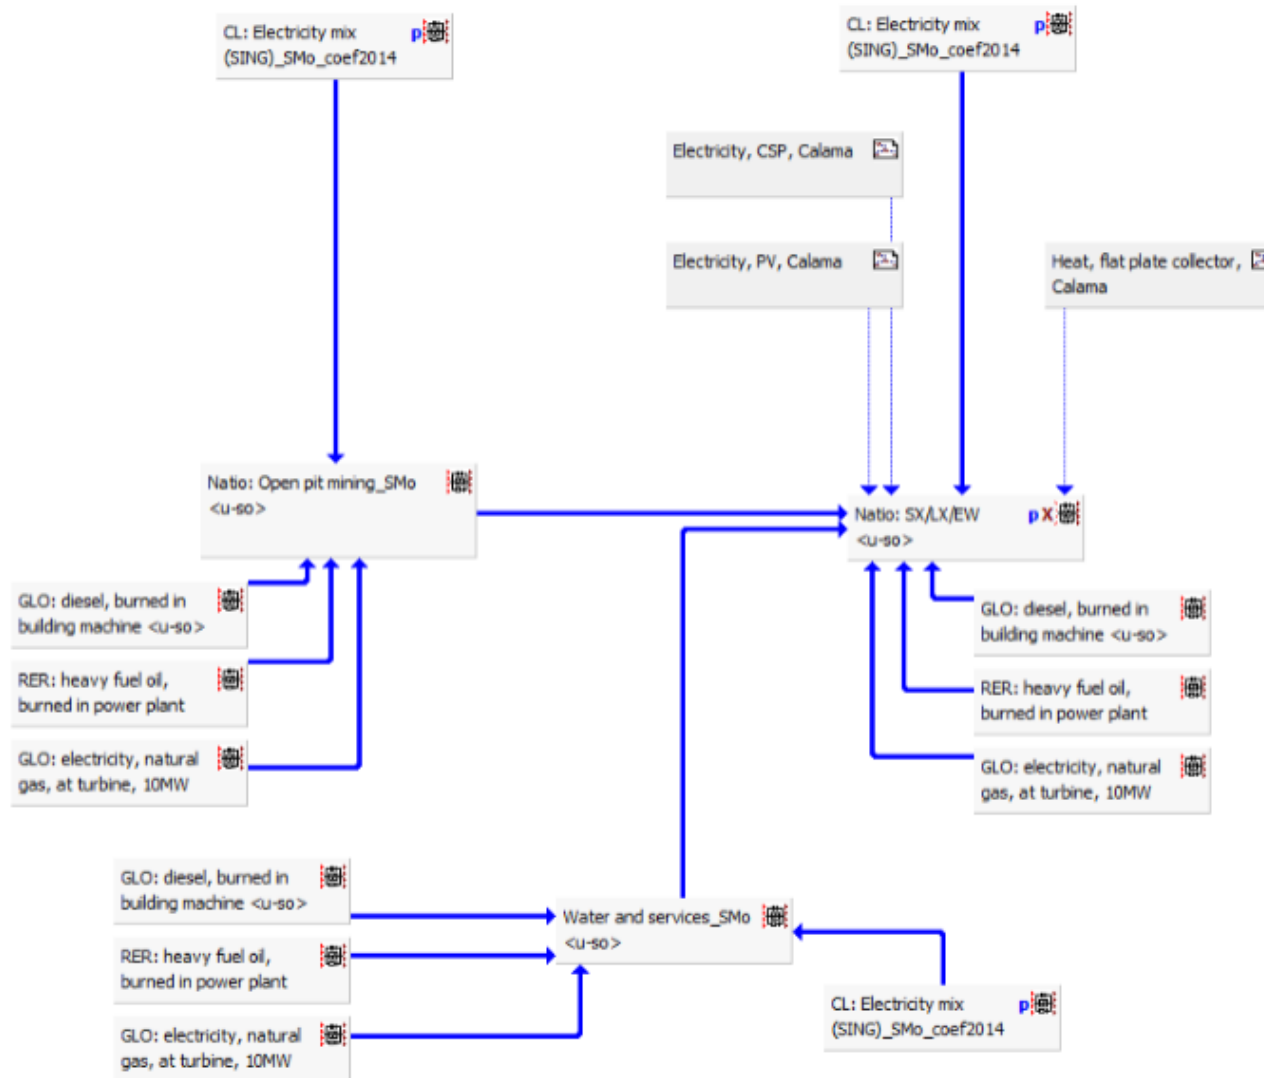 CL: Electricity mix p
(SING)_SMo_coef2014
CL: Electricity mix p
(SING)_SMo_coef2014
Electricity, CSP, Calama
Electricity, PV, Calama
Heat, flat plate collector,
Calama
Natio: Open pit mining_SMo
<u-so>
Natio: SX/LX/EW p X
<u-so>
GLO: diesel, burned in
building machine <u-so>
RER: heavy fuel oil,
burned in power plant
GLO: electricity, natural
gas, at turbine, 10MW
GLO: diesel, burned in
building machine <u-so>
RER: heavy fuel oil,
burned in power plant
GLO: electricity, natural
gas, at turbine, 10MW
GLO: diesel, burned in
building machine <u-so>
RER: heavy fuel oil,
burned in power plant
GLO: electricity, natural
gas, at turbine, 10MW
Water and services_SMo
<u-so>
CL: Electricity mix p
(SING)_SMo_coef2014